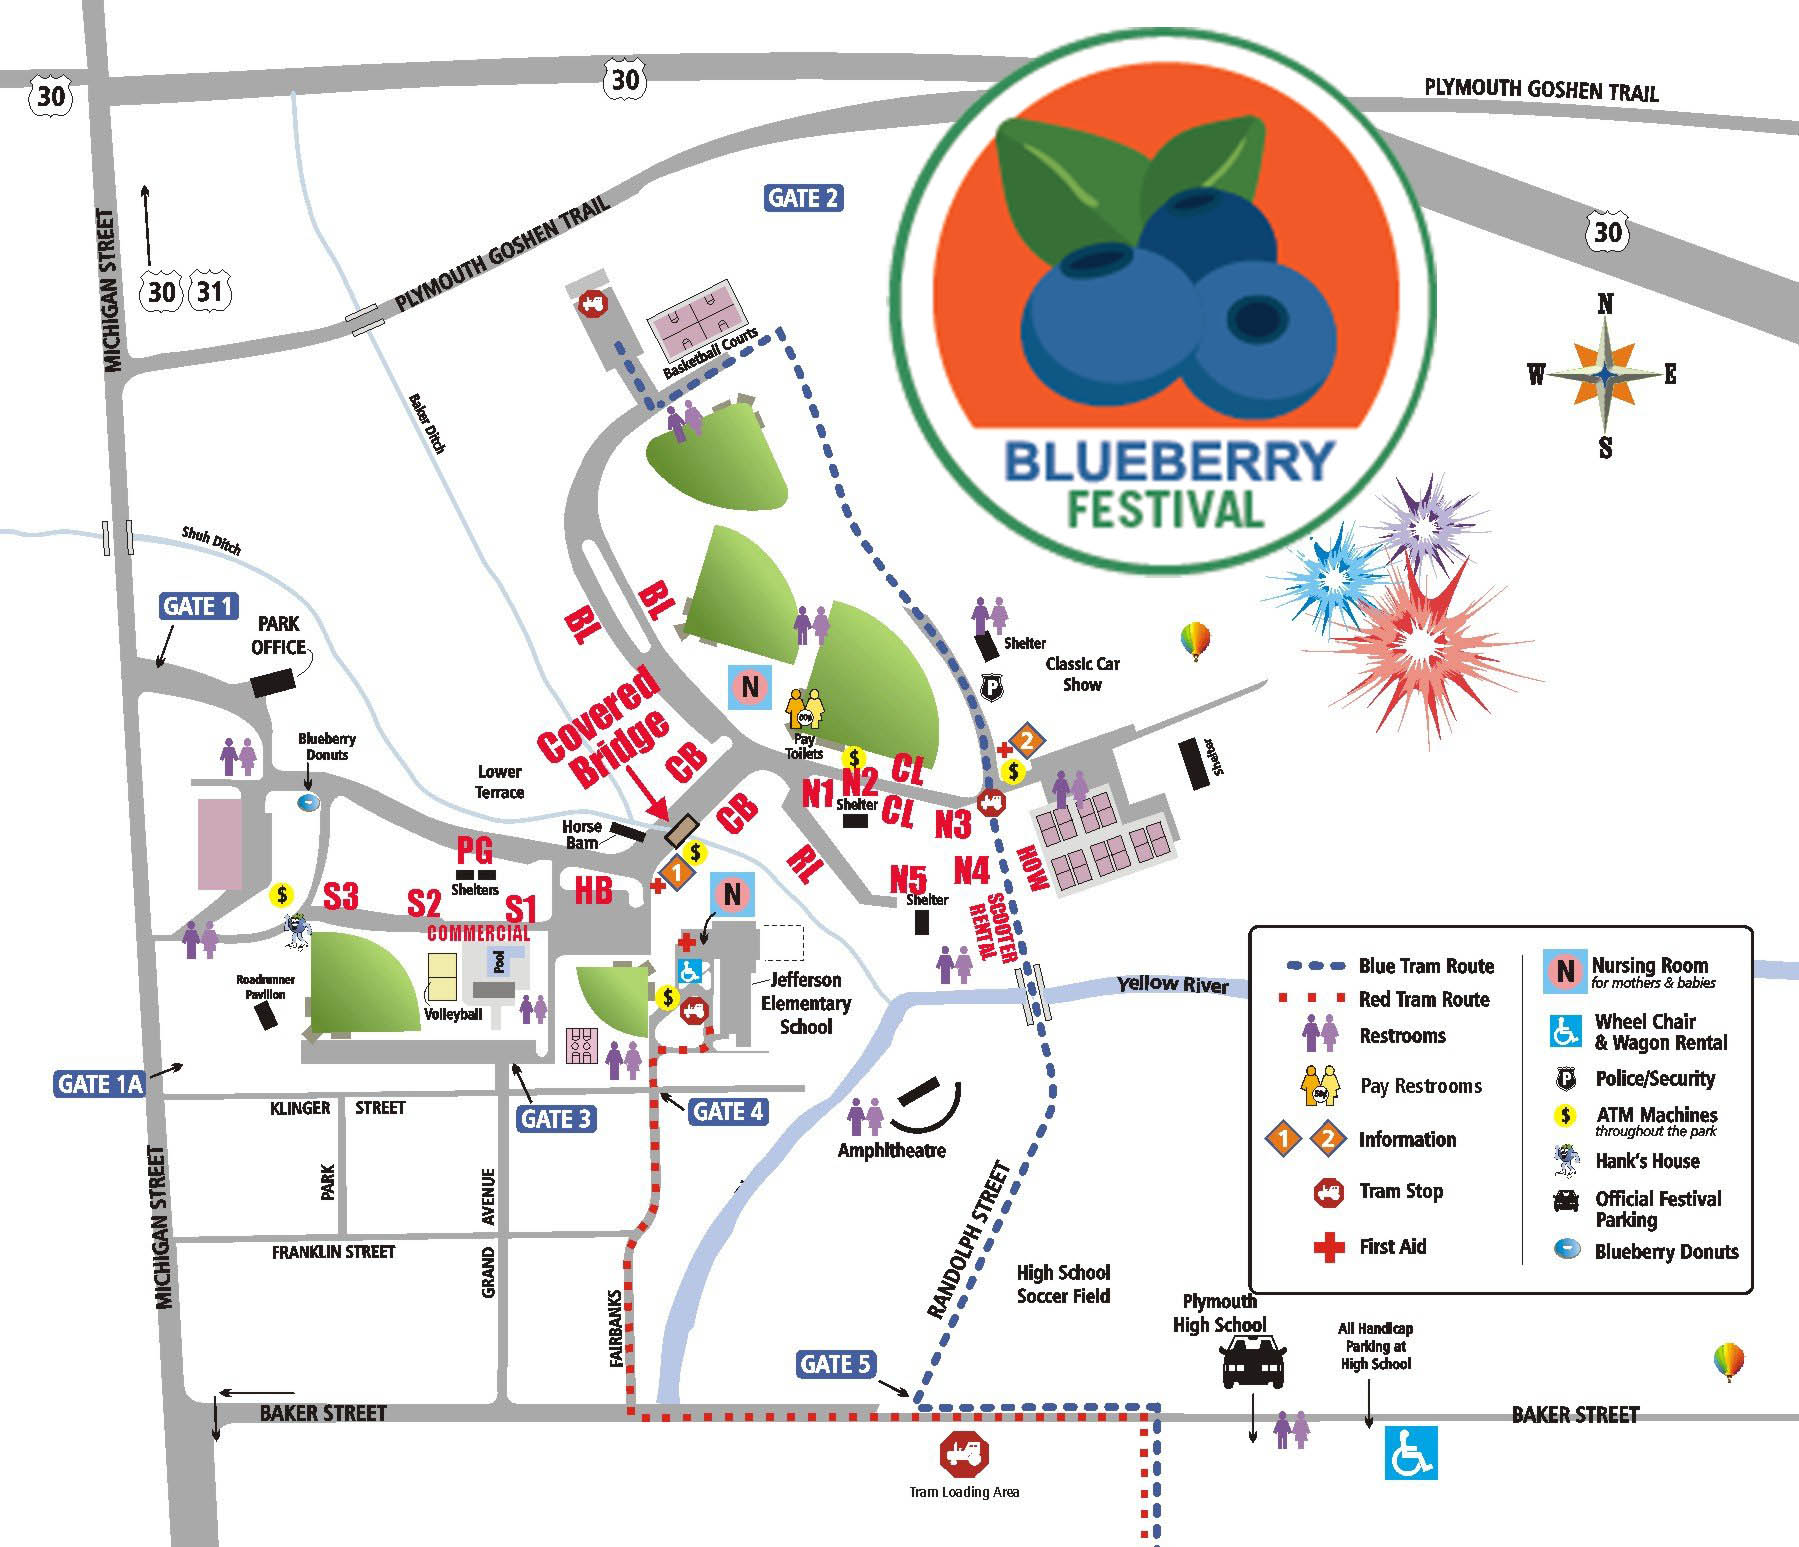 30
30
PLYMOUTH GOSHEN TRAIL
30
MICHIGAN STREET
30 31
PLYMOUTH GOSHEN TRAIL
GATE 2
BLUEBERRY
FESTIVAL
N
W E
S
Basketball Courts
Baker Ditch
Shuh Ditch
GATE 1
PARK
OFFICE
BL
BL
Covered
Bridge
CB
CB
N
Pay
Toilets
50¢
$
Shelter
P
Classic Car
Show
2
$
Shelter
Blueberry
Donuts
Lower
Terrace
Horse
Barn
CL
CL
N1
N2
Shelter
N3
N4
N5
Shelter
RL
HOW
SCOOTER
RENTAL
$
1
N
PG
Shelters
HB
$
S3
S2
S1
COMMERCIAL
Pool
Volleyball
Roadrunner
Pavilion
$
Jefferson
Elementary
School
Yellow River
GATE 1A
KLINGER STREET
GATE 3
GATE 4
Amphitheatre
PARK
GRAND AVENUE
FRANKLIN STREET
MICHIGAN STREET
FAIRBANKS
RANDOLPH STREET
High School
Soccer Field
GATE 5
BAKER STREET
Tram Loading Area
Plymouth
High School
All Handicap
Parking at
High School
BAKER STREET
Blue Tram Route
Red Tram Route
Restrooms
50¢
Pay Restrooms
1 2 Information
Tram Stop
First Aid
N Nursing Room
for mothers & babies
Wheel Chair
& Wagon Rental
P Police/Security
$ ATM Machines
throughout the park
Hank's House
Official Festival
Parking
Blueberry Donuts